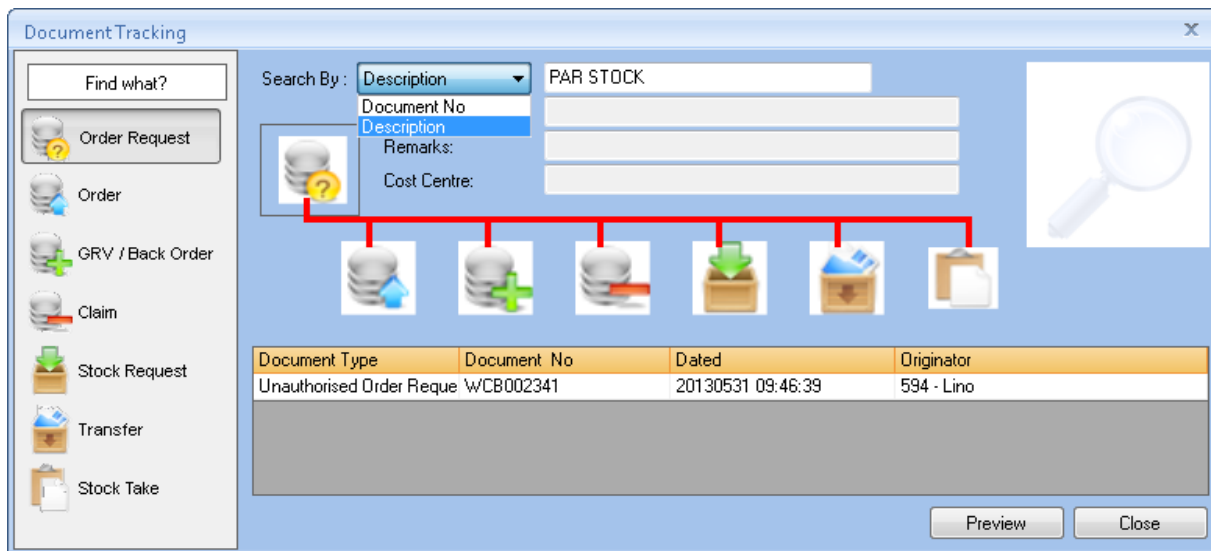 Document Tracking
x
Find what?
Order Request
Order
GRV / Back Order
Claim
Stock Request
Transfer
Stock Take
Search By : Description PAR STOCK
Document No
Description
Remarks:
Cost Centre:
Document Type Document No Dated Originator
Unauthorised Order Reque WCB002341 20130531 09:46:39 594 - Lino
Preview Close